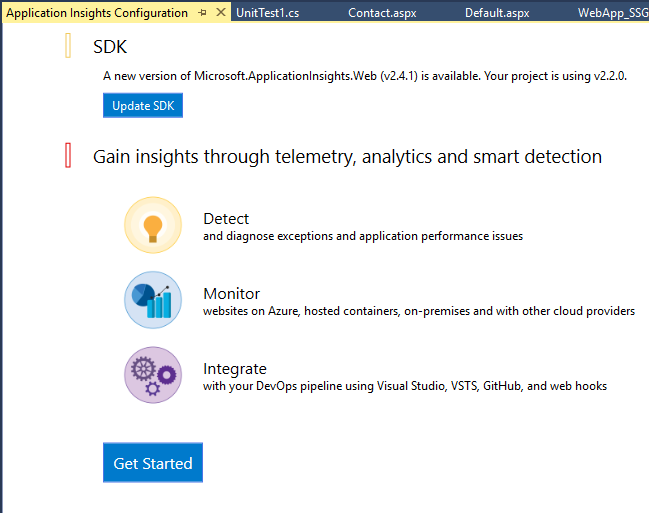 Application Insights Configuration
UnitTest1.cs
Contact.aspx
Default.aspx
WebApp_SSG
SDK
A new version of Microsoft.ApplicationInsights.Web (v2.4.1) is available. Your project is using v2.2.0.
Update SDK
Gain insights through telemetry, analytics and smart detection
Detect
and diagnose exceptions and application performance issues
Monitor
websites on Azure, hosted containers, on-premises and with other cloud providers
Integrate
with your DevOps pipeline using Visual Studio, VSTS, GitHub, and web hooks
Get Started